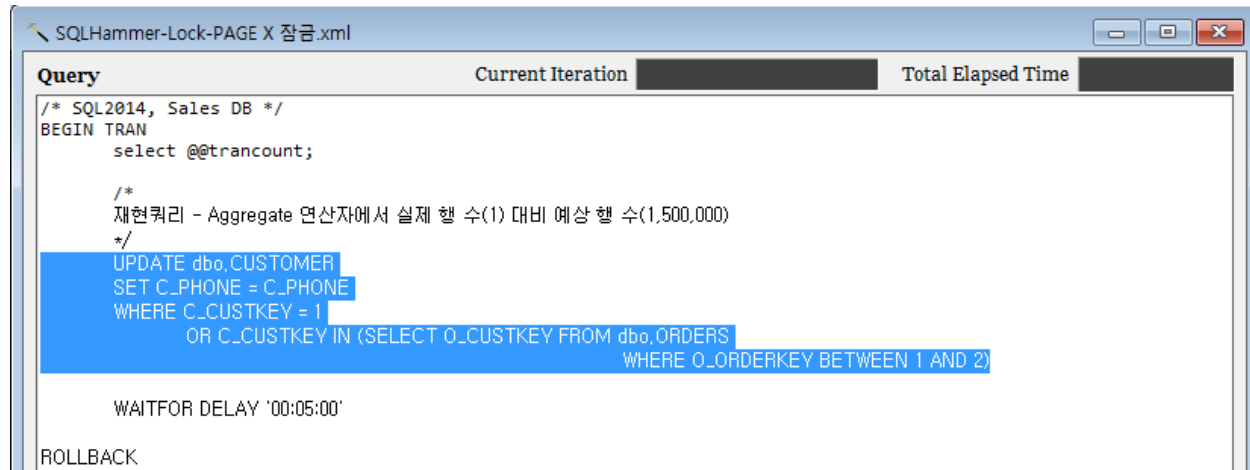 SQLHammer-Lock-PAGE X 잠금.xml
Query Current Iteration Total Elapsed Time
/* SQL2014, Sales DB */
BEGIN TRAN
select @@trancount;
/*
재현쿼리 - Aggregate 연산자에서 실제 행 수(1) 대비 예상 행 수(1,500,000)
*/
UPDATE dbo.CUSTOMER
SET C_PHONE = C_PHONE
WHERE C_CUSTKEY = 1
OR C_CUSTKEY IN (SELECT O_CUSTKEY FROM dbo.ORDERS
WHERE O_ORDERKEY BETWEEN 1 AND 2)
WAITFOR DELAY '00:05:00'
ROLLBACK